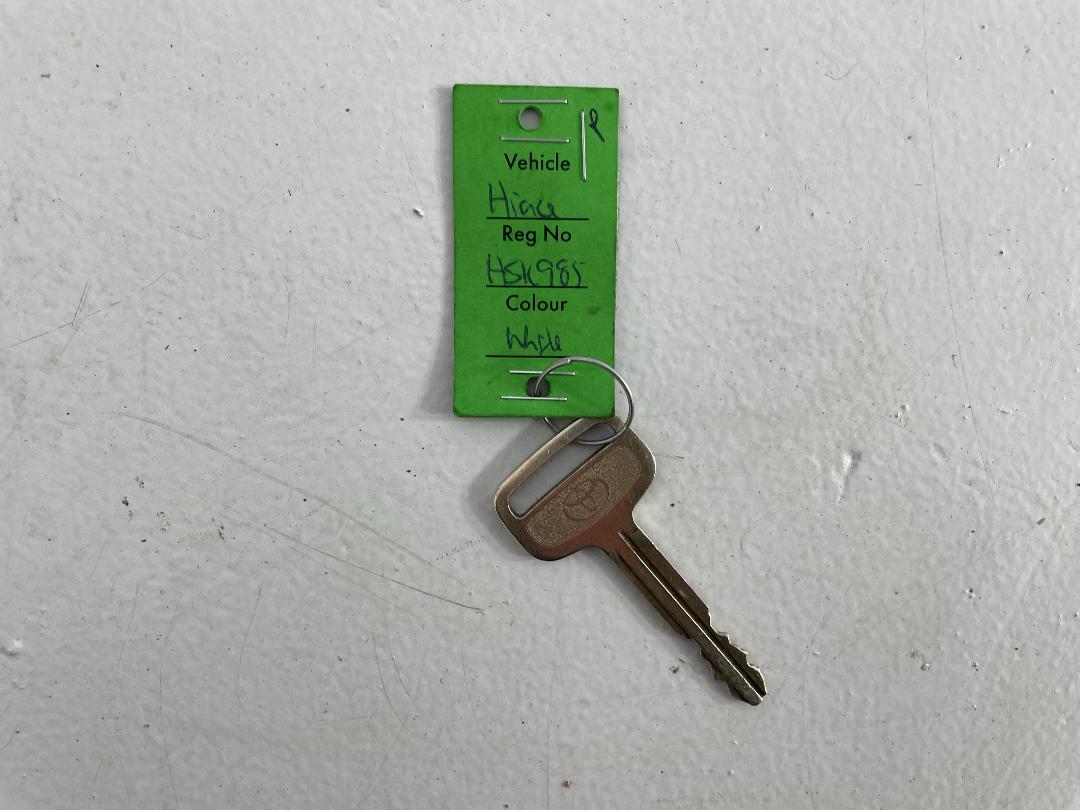 Vehicle
Hiace
Reg No
HSK985
Colour
White